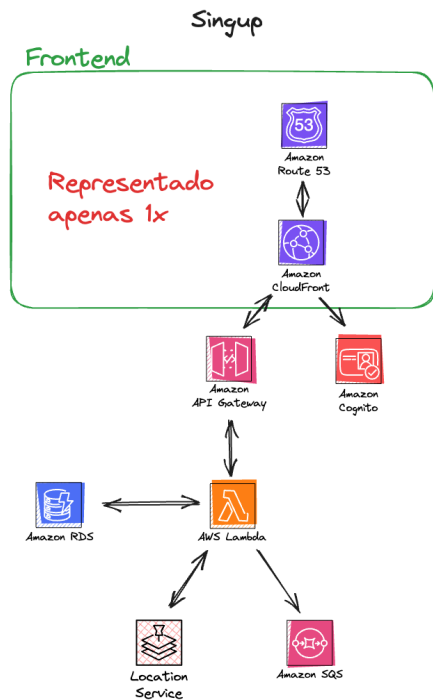 Singup
Frontend
53
Amazon
Route 53
Representado
apenas 1x
Amazon
CloudFront
Amazon
API Gateway
Amazon
Cognito
Amazon RDS
AWS Lambda
Location
Service
Amazon SQS